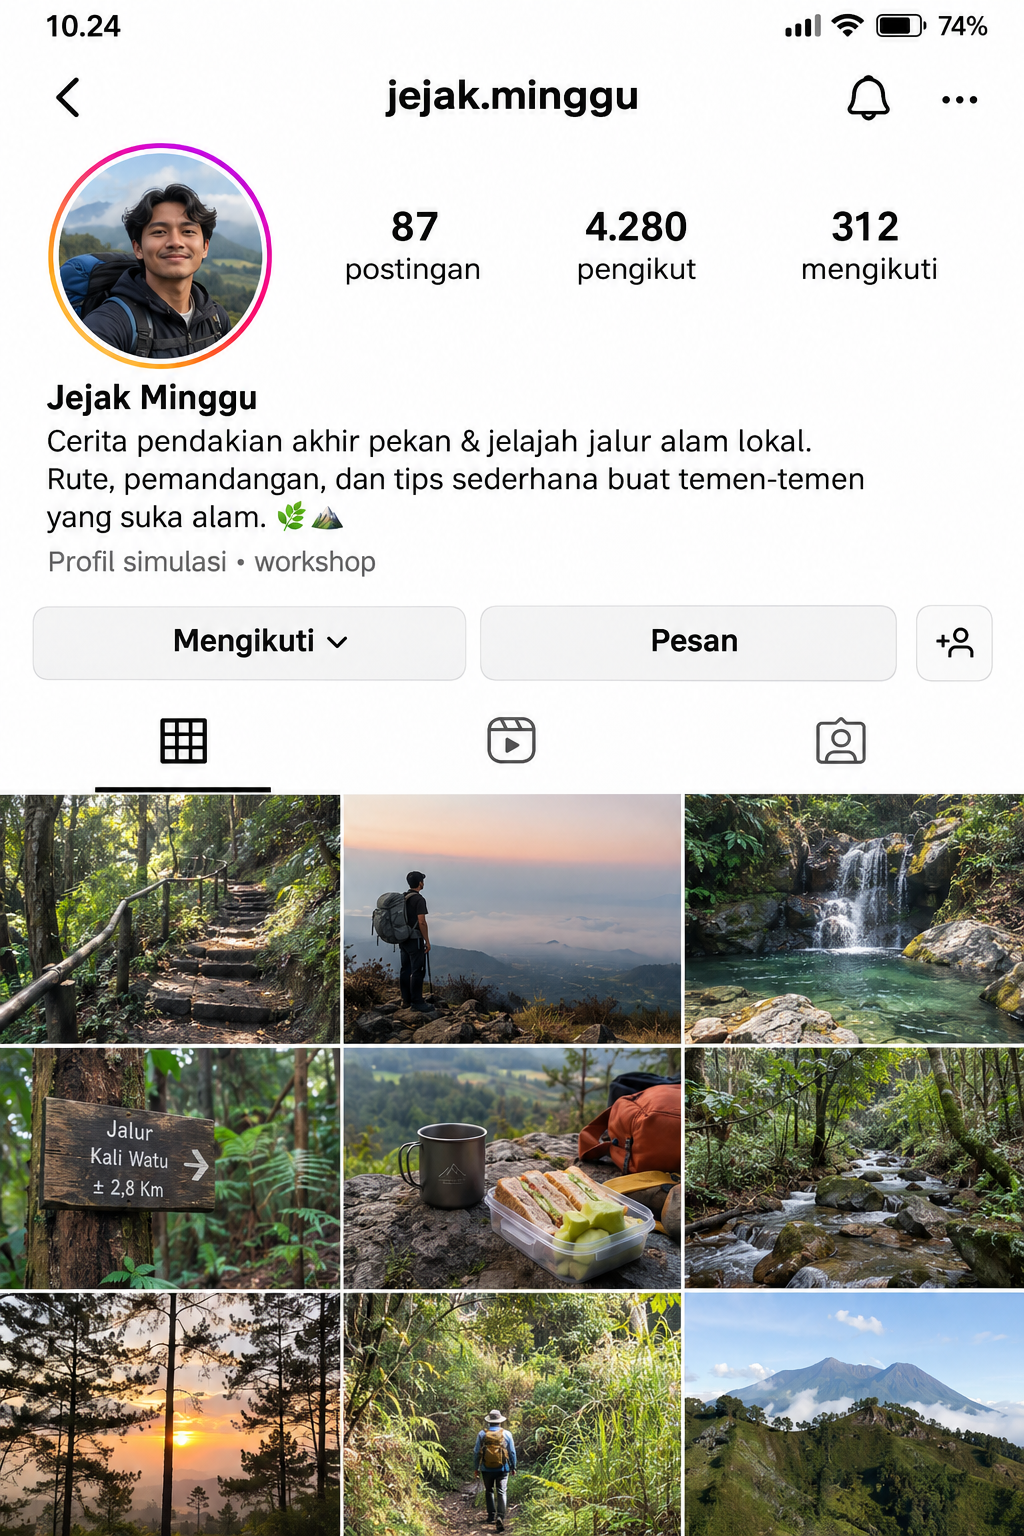 10.24
74%
jejak.minggu
87
4.280
312
postingan
pengikut
mengikuti
Jejak Minggu
Cerita pendakian akhir pekan & jelajah jalur alam lokal.
Rute, pemandangan, dan tips sederhana buat temen-temen
yang suka alam. 🌿⛰️
Profil simulasi • workshop
Mengikuti
Pesan
Jalur
Kali Watu
± 2,8 Km